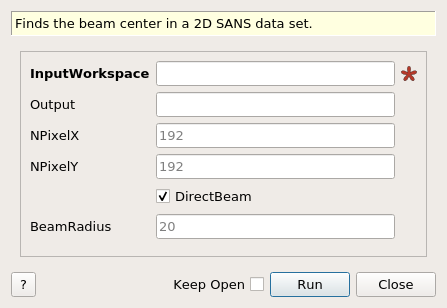 Finds the beam center in a 2D SANS data set.
InputWorkspace *
Output
NPixelX 192
NPixelY 192
DirectBeam
BeamRadius 20
? Keep Open Run Close